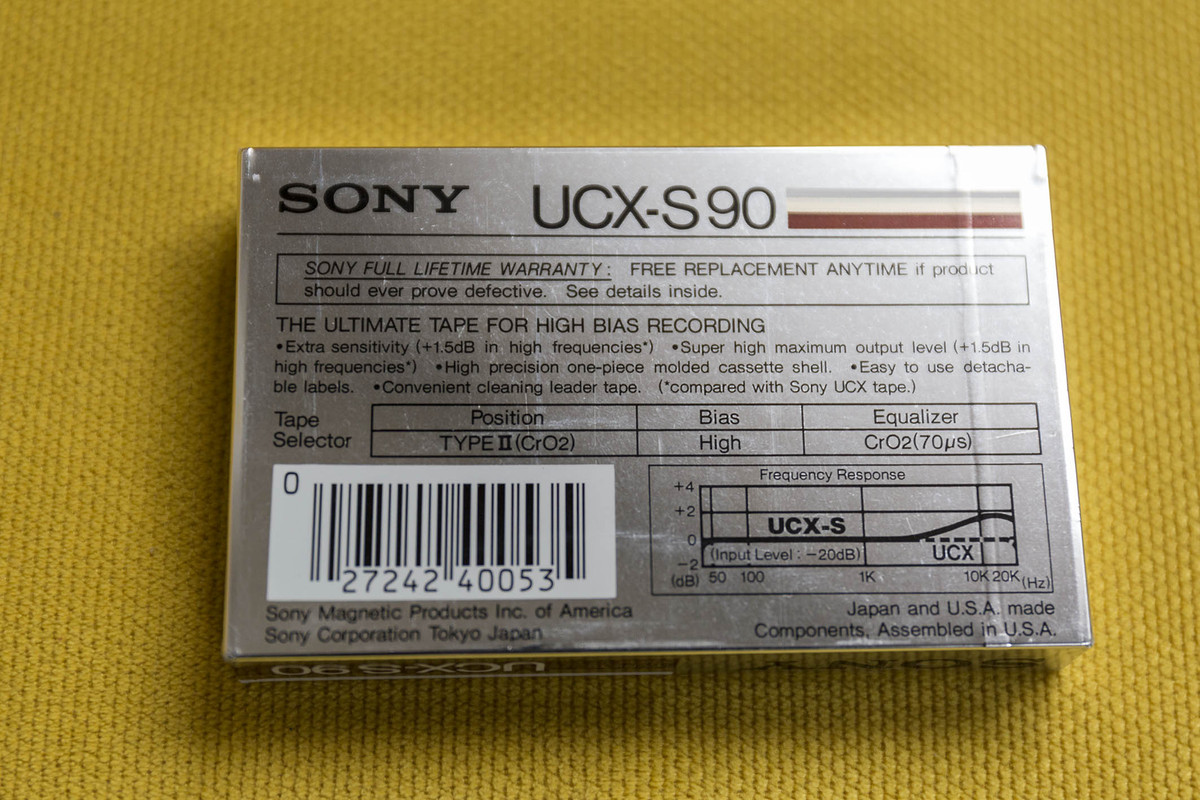 SONY UCX-S 90
SONY FULL LIFETIME WARRANTY: FREE REPLACEMENT ANYTIME if product
should ever prove defective. See details inside.
THE ULTIMATE TAPE FOR HIGH BIAS RECORDING
•Extra sensitivity (+1.5dB in high frequencies*) •Super high maximum output level (+1.5dB in
high frequencies*) •High precision one-piece molded cassette shell. •Easy to use detacha-
ble labels. •Convenient cleaning leader tape. (*compared with Sony UCX tape.)
Tape
Selector
Position Bias Equalizer
TYPE II (CrO2) High CrO2(70μs)
0
27242 40053
Frequency Response
+4
+2
0
−2
(dB) 50 100 1K 10K 20K (Hz)
UCX-S
(Input Level : −20dB)
UCX
Sony Magnetic Products Inc. of America
Sony Corporation Tokyo Japan
Japan and U.S.A. made
Components, Assembled in U.S.A.
UCX-S 90
SONY